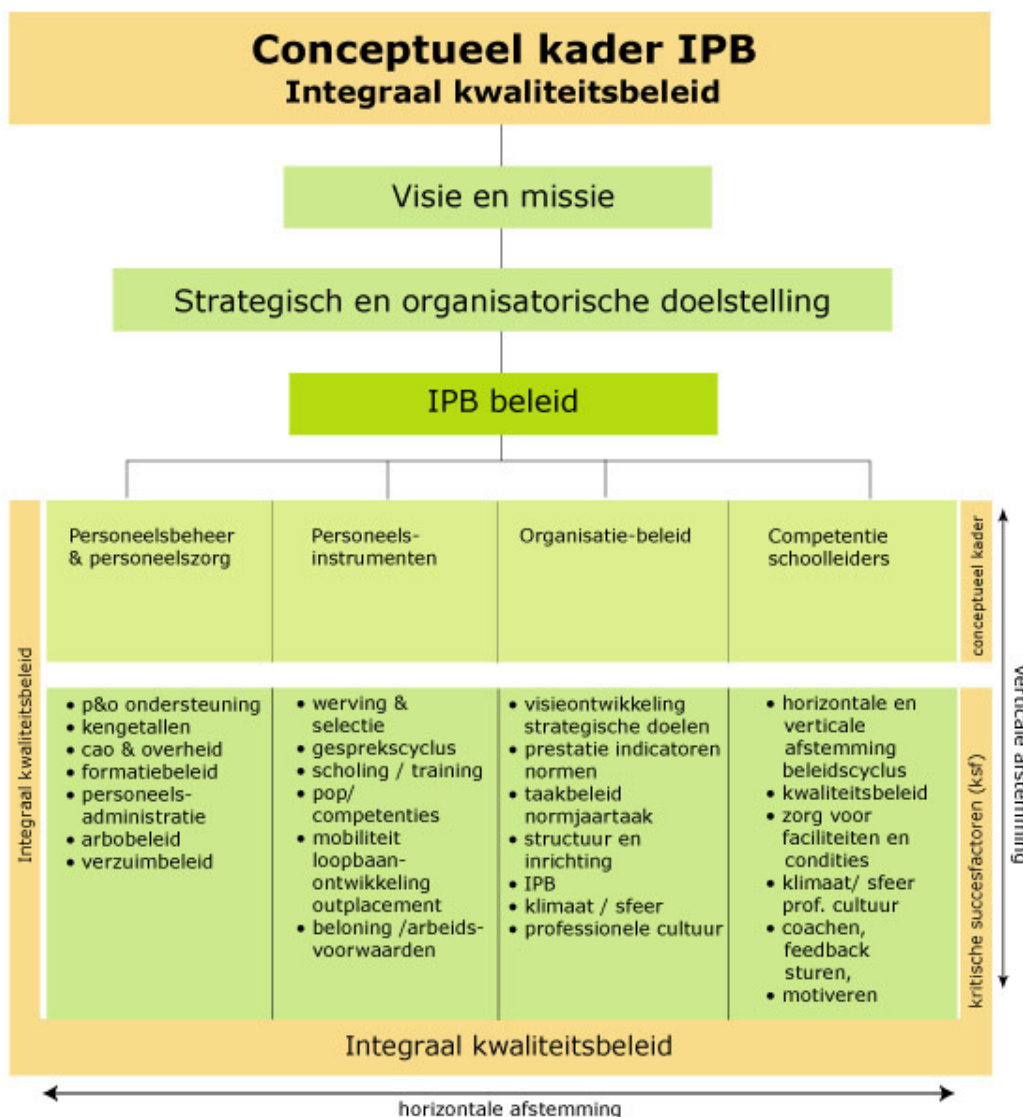 Conceptueel kader IPB
Integraal kwaliteitsbeleid
Visie en missie
Strategisch en organisatorische doelstelling
IPB beleid
Integraal kwaliteitsbeleid
Personeelsbeheer
& personeelszorg
Personeels-
instrumenten
Organisatie-beleid
Competentie
schoolleiders
conceptueel kader
verticale afstemming
• p&o ondersteuning
• kengetallen
• cao & overheid
• formatiebeleid
• personeels-
administratie
• arbobeleid
• verzuimbeleid
• werving &
selectie
• gesprekscyclus
• scholing / training
• pop/
competenties
• mobiliteit
loopbaan-
ontwikkeling
outplacement
• beloning /arbeids-
voorwaarden
• visieontwikkeling
strategische doelen
• prestatie indicatoren
normen
• taakbeleid
normjaartaak
• structuur en
inrichting
• IPB
• klimaat / sfeer
• professionele cultuur
• horizontale en
verticale
afstemming
beleidscyclus
• kwaliteitsbeleid
• zorg voor
faciliteiten en
condities
• klimaat/ sfeer
prof. cultuur
• coachen,
feedback
sturen,
• motiveren
kritische succesfactoren (ksf)
Integraal kwaliteitsbeleid
horizontale afstemming